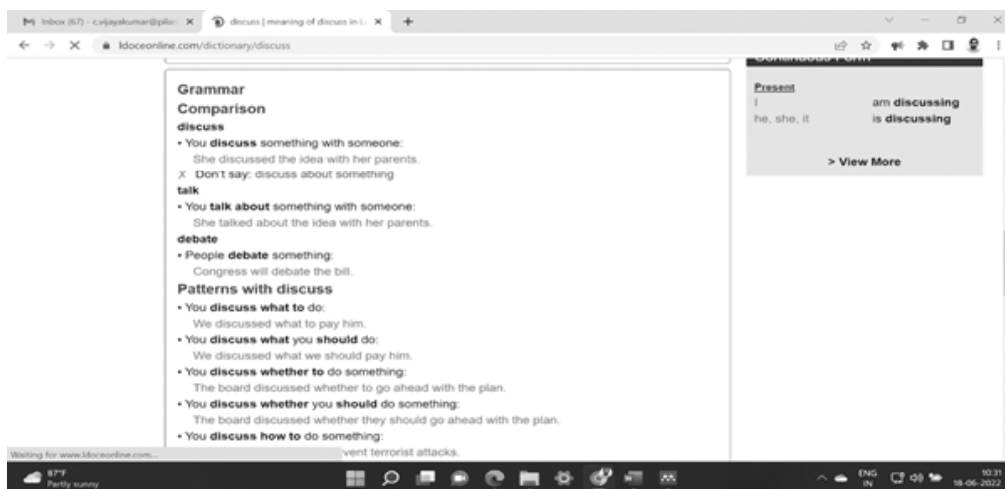 Inbox (67) - c.vijayakumar@pilani
discuss | meaning of discuss in Lo
ldoceonline.com/dictionary/discuss
Grammar
Comparison
discuss
• You discuss something with someone:
She discussed the idea with her parents.
X Don't say: discuss about something
talk
• You talk about something with someone:
She talked about the idea with her parents.
debate
• People debate something:
Congress will debate the bill.
Patterns with discuss
• You discuss what to do:
We discussed what to pay him.
• You discuss what you should do:
We discussed what we should pay him.
• You discuss whether to do something:
The board discussed whether to go ahead with the plan.
• You discuss whether you should do something:
The board discussed whether they should go ahead with the plan.
• You discuss how to do something:
vent terrorist attacks.
Continuous Form
Present
I am discussing
he, she, it is discussing
> View More
Waiting for www.ldoceonline.com...
87°F
Partly sunny
ENG
IN
10:31
18-06-2022